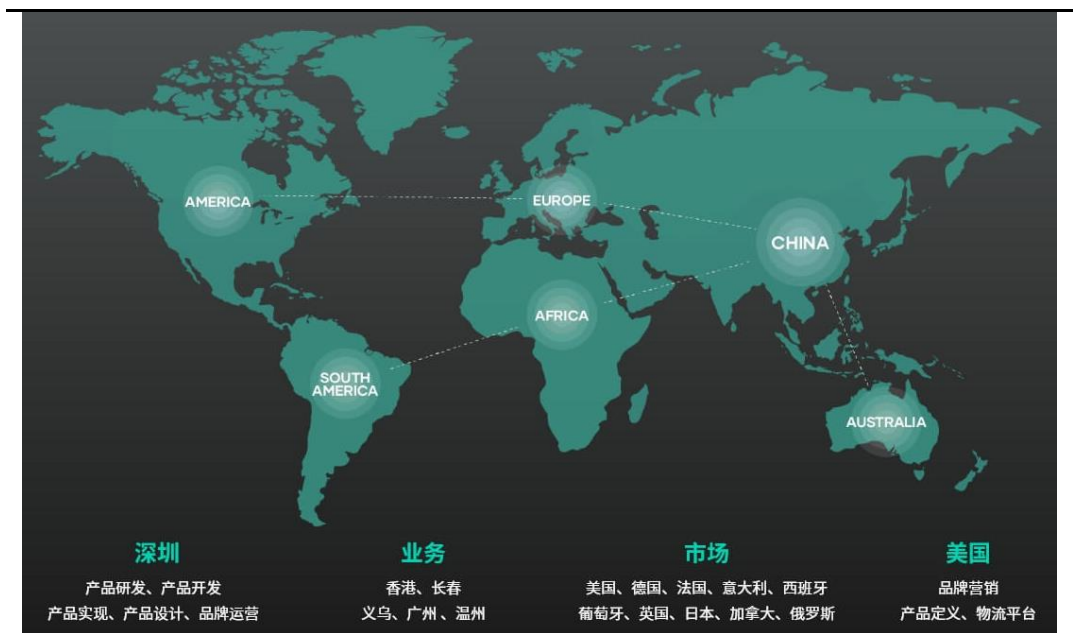 AMERICA
EUROPE
CHINA
AFRICA
SOUTH
AMERICA
AUSTRALIA
深圳
产品研发、产品开发
产品实现、产品设计、品牌运营
业务
香港、长春
义乌、广州、温州
市场
美国、德国、法国、意大利、西班牙
葡萄牙、英国、日本、加拿大、俄罗斯
美国
品牌营销
产品定义、物流平台